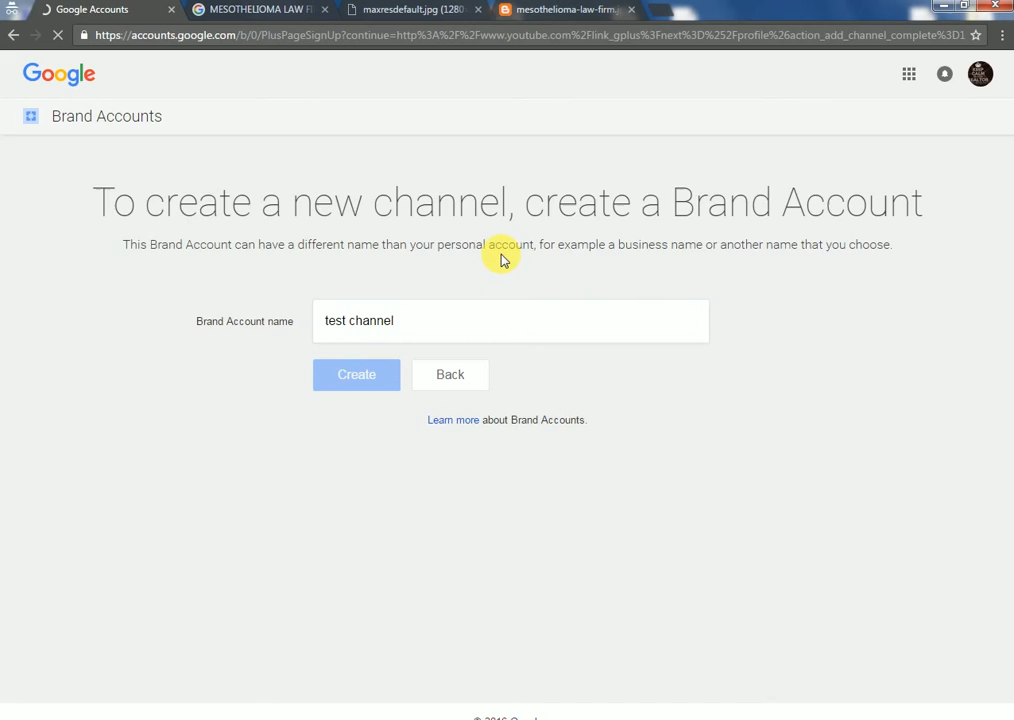 Google Accounts
MESOTHELIOMA LAW F
maxresdefault.jpg (1280
mesothelioma-law-firm.j
https://accounts.google.com/b/0/PlusPageSignUp?continue=http%3A%2F%2Fwww.youtube.com%2Flink_gplus%3Fnext%3D%252Fprofile%26action_add_channel_complete%3D1
Google
Brand Accounts
To create a new channel, create a Brand Account
This Brand Account can have a different name than your personal account, for example a business name or another name that you choose.
Brand Account name
test channel
Create
Back
Learn more about Brand Accounts.